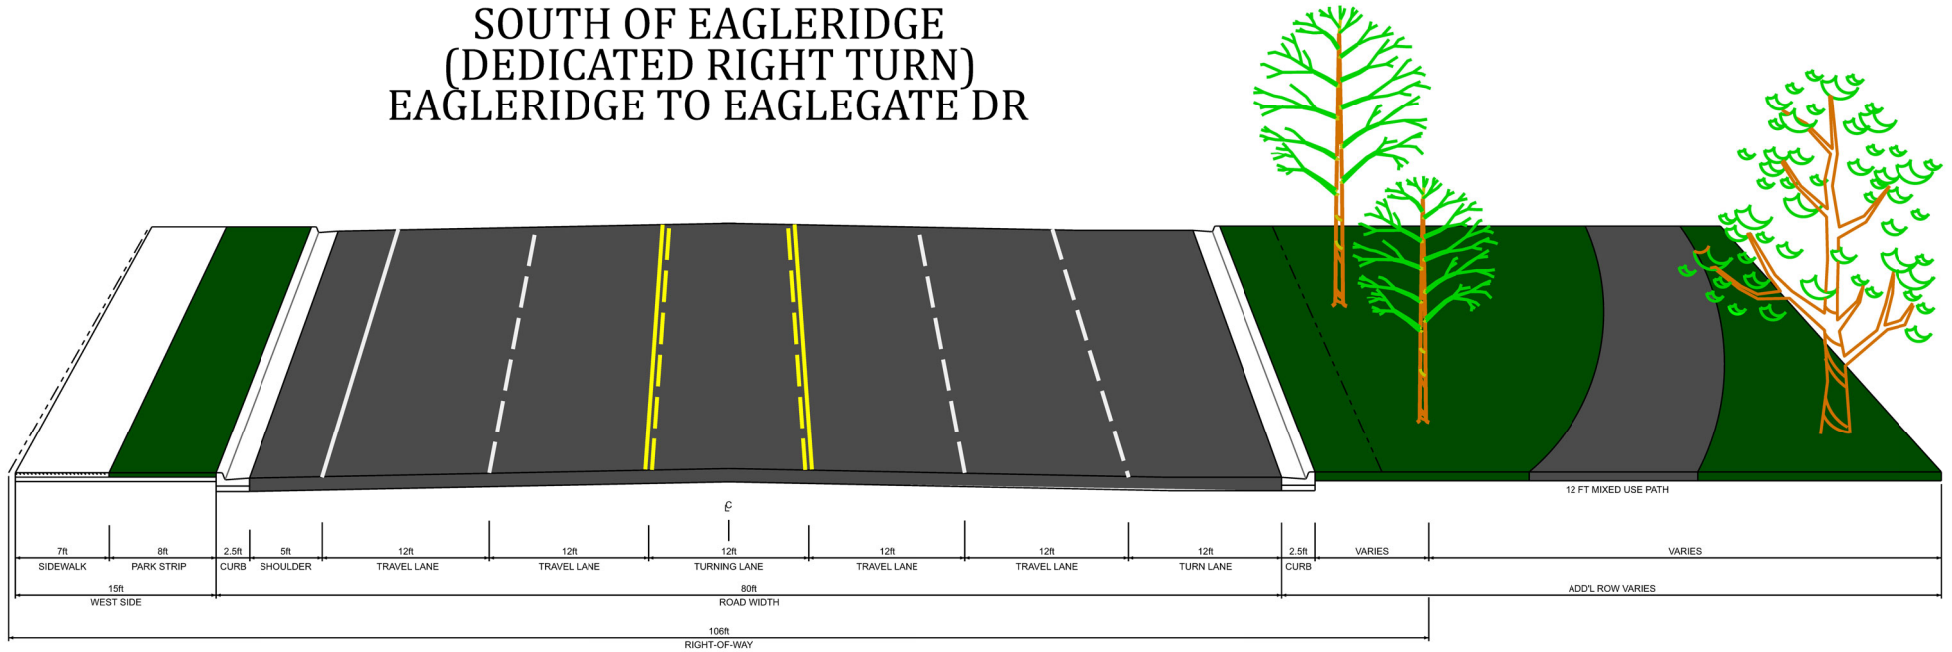 SOUTH OF EAGLERIDGE
(DEDICATED RIGHT TURN)
EAGLERIDGE TO EAGLEGATE DR
12 FT MIXED USE PATH
7ft
SIDEWALK
8ft
PARK STRIP
2.5ft
CURB
5ft
SHOULDER
12ft
TRAVEL LANE
12ft
TRAVEL LANE
12ft
TURNING LANE
12ft
TRAVEL LANE
12ft
TRAVEL LANE
12ft
TURN LANE
2.5ft
CURB
VARIES
VARIES
15ft
WEST SIDE
80ft
ROAD WIDTH
ADD'L ROW VARIES
106ft
RIGHT-OF-WAY